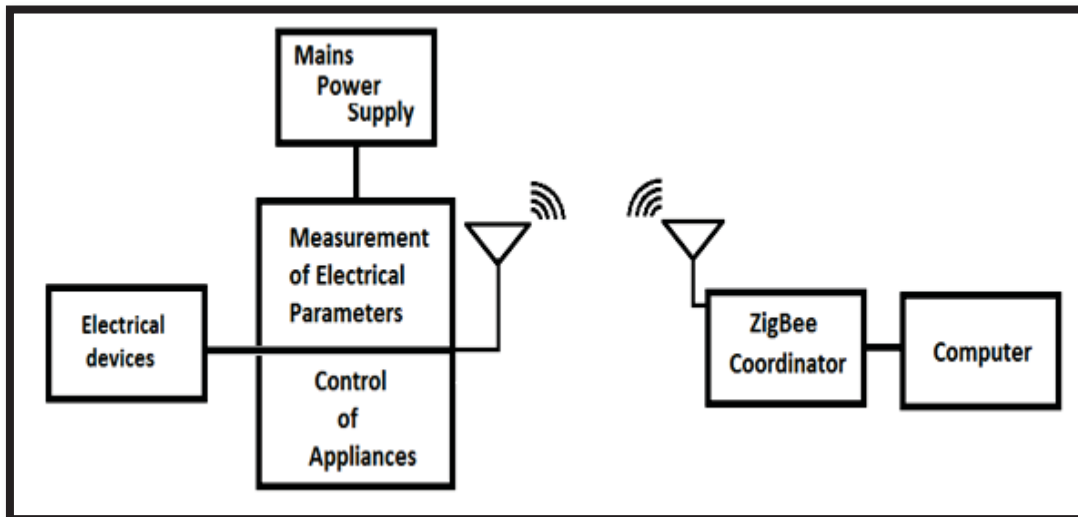 Mains
Power
Supply
Measurement
of Electrical
Parameters
Electrical
devices
Control
of
Appliances
ZigBee
Coordinator
Computer